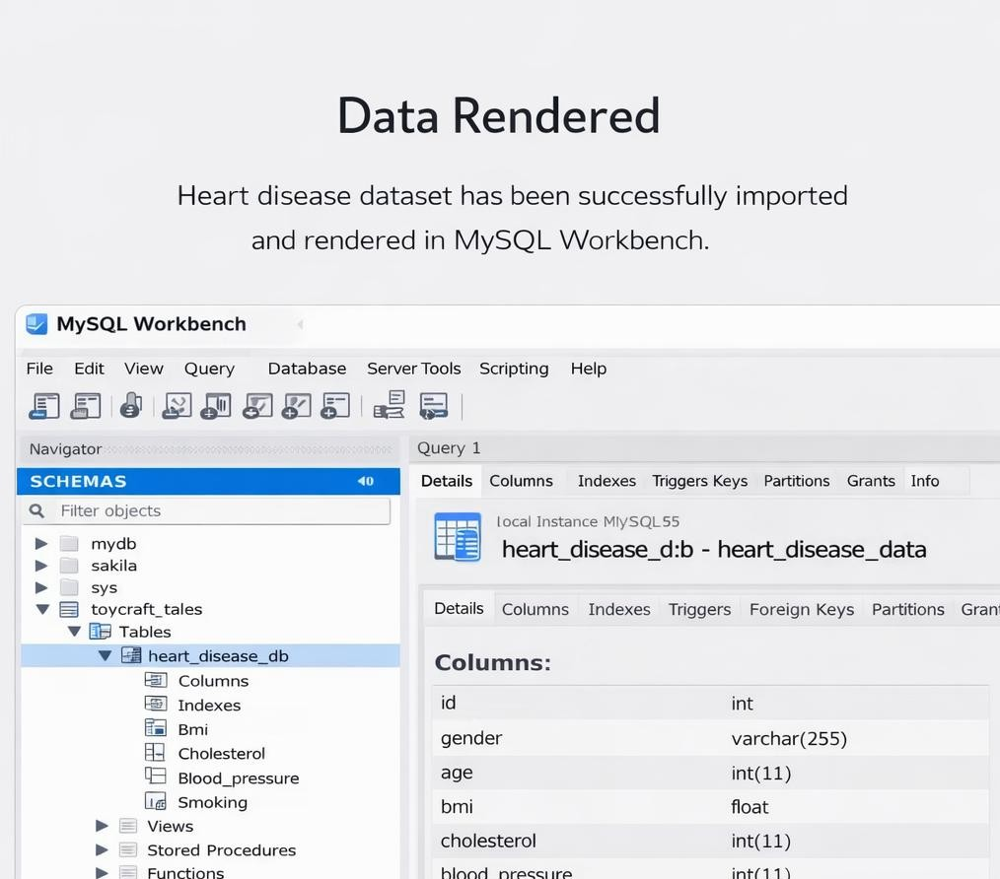 Data Rendered
Heart disease dataset has been successfully imported
and rendered in MySQL Workbench.
MySQL Workbench
File Edit View Query Database Server Tools Scripting Help
Navigator
Query 1
SCHEMAS
Details Columns Indexes Triggers Keys Partitions Grants Info
Filter objects
local Instance MlySQL55
heart_disease_d:b - heart_disease_data
mydb
sakila
sys
toycraft_tales
Tables
heart_disease_db
Columns
Indexes
Bmi
Cholesterol
Blood_pressure
Smoking
Views
Stored Procedures
Functions
Details Columns Indexes Triggers Foreign Keys Partitions Gran
Columns:
id int
gender varchar(255)
age int(11)
bmi float
cholesterol int(11)
blood_pressure int(11)